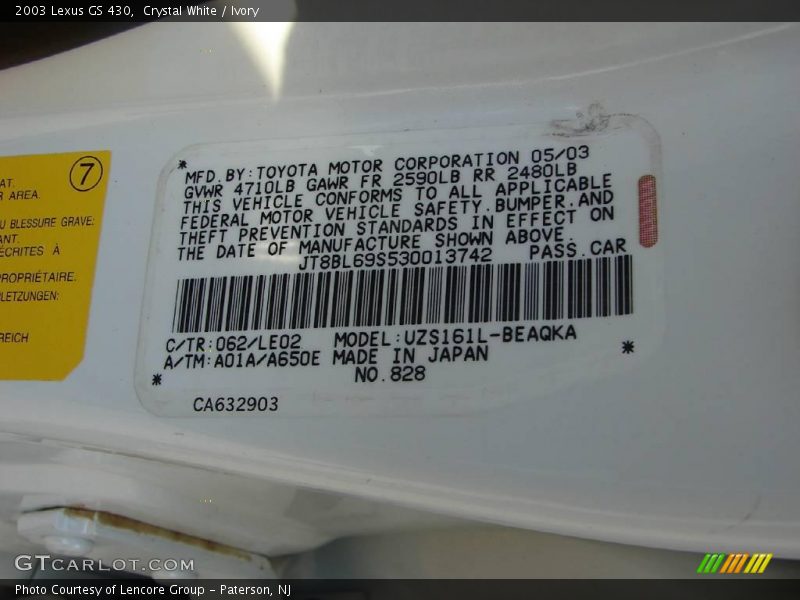 2003 Lexus GS 430,  Crystal White / Ivory
7
AT.
R AREA.
U BLESSURE GRAVE:
ANT.
ÉCRITES À
PROPRIÉTAIRE.
LETZUNGEN:
REICH
* MFD.BY:TOYOTA MOTOR CORPORATION 05/03
GVWR 4710LB GAWR FR 2590LB RR 2480LB
THIS VEHICLE CONFORMS TO ALL APPLICABLE
FEDERAL MOTOR VEHICLE SAFETY.BUMPER.AND
THEFT PREVENTION STANDARDS IN EFFECT ON
THE DATE OF MANUFACTURE SHOWN ABOVE.
JT8BL69S530013742 PASS.CAR
C/TR:062/LE02 MODEL:UZS161L-BEAQKA
A/TM:A01A/A650E MADE IN JAPAN *
* NO.828
CA632903
GTCARLOT.COM
Photo Courtesy of Lencore Group - Paterson, NJ